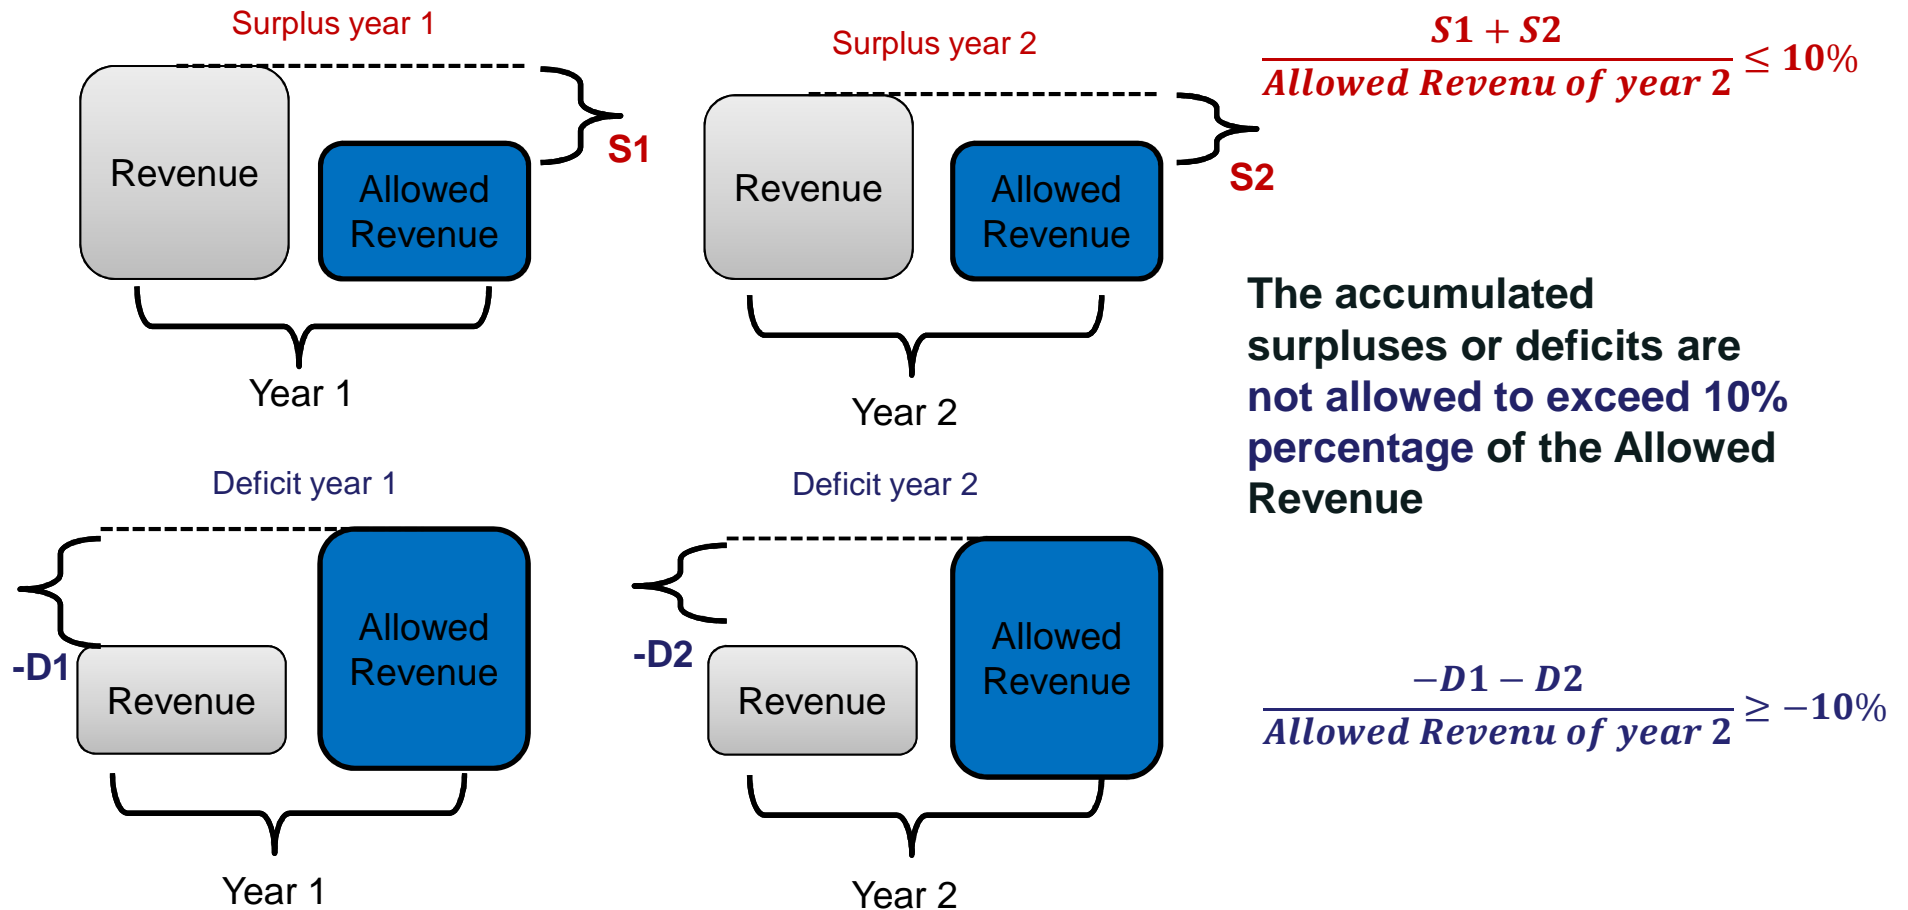 Surplus year 1
Revenue
Allowed
Revenue
S1
Year 1
Surplus year 2
Revenue
Allowed
Revenue
S2
Year 2
S1 + S2
Allowed Revenu of year 2
≤ 10%
The accumulated
surpluses or deficits are
not allowed to exceed 10%
percentage of the Allowed
Revenue
Deficit year 1
-D1
Revenue
Allowed
Revenue
Year 1
Deficit year 2
-D2
Revenue
Allowed
Revenue
Year 2
−D1 − D2
Allowed Revenu of year 2
≥ −10%